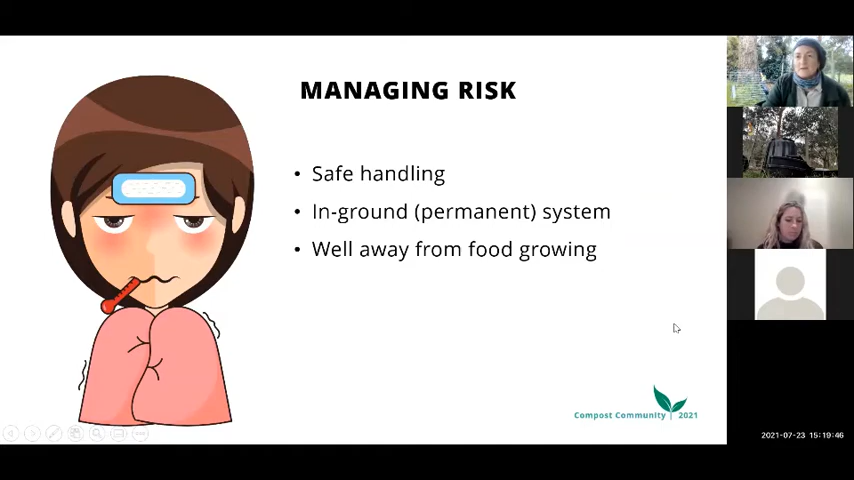 MANAGING RISK
• Safe handling
• In-ground (permanent) system
• Well away from food growing
Compost Community | 2021
2021-07-23 15:19:46